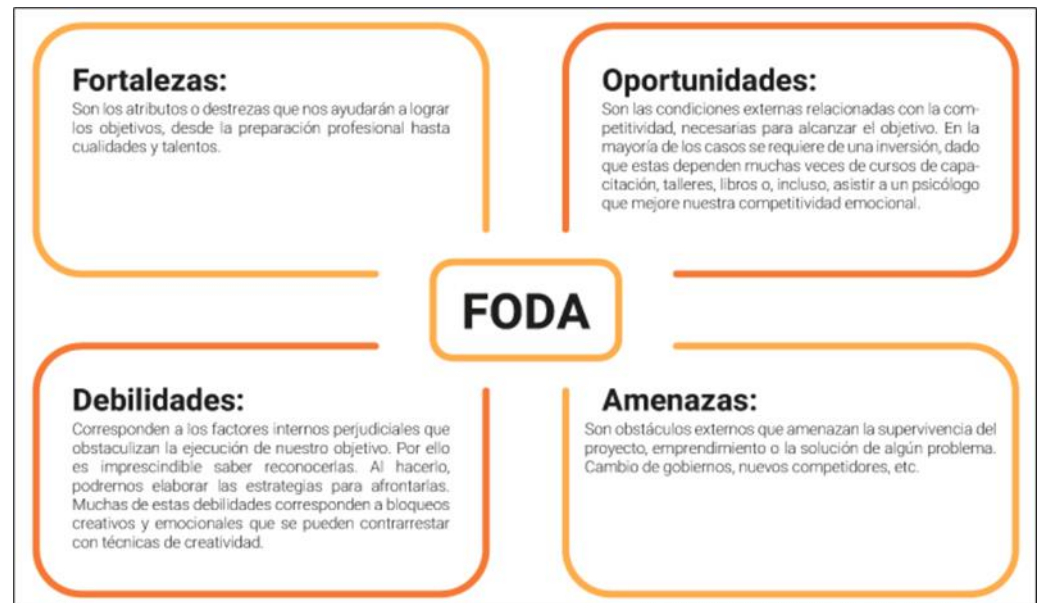 Fortalezas:
Son los atributos o destrezas que nos ayudarán a lograr
los objetivos, desde la preparación profesional hasta
cualidades y talentos.
Oportunidades:
Son las condiciones externas relacionadas con la com-
petitividad, necesarias para alcanzar el objetivo. En la
mayoría de los casos se requiere de una inversión, dado
que estas dependen muchas veces de cursos de capa-
citación, talleres, libros o, incluso, asistir a un psicólogo
que mejore nuestra competitividad emocional.
FODA
Debilidades:
Corresponden a los factores internos perjudiciales que
obstaculizan la ejecución de nuestro objetivo. Por ello
es imprescindible saber reconocerlas. Al hacerlo,
podremos elaborar las estrategias para afrontarlas.
Muchas de estas debilidades corresponden a bloqueos
creativos y emocionales que se pueden contrarrestar
con técnicas de creatividad.
Amenazas:
Son obstáculos externos que amenazan la supervivencia del
proyecto, emprendimiento o la solución de algún problema.
Cambio de gobiernos, nuevos competidores, etc.